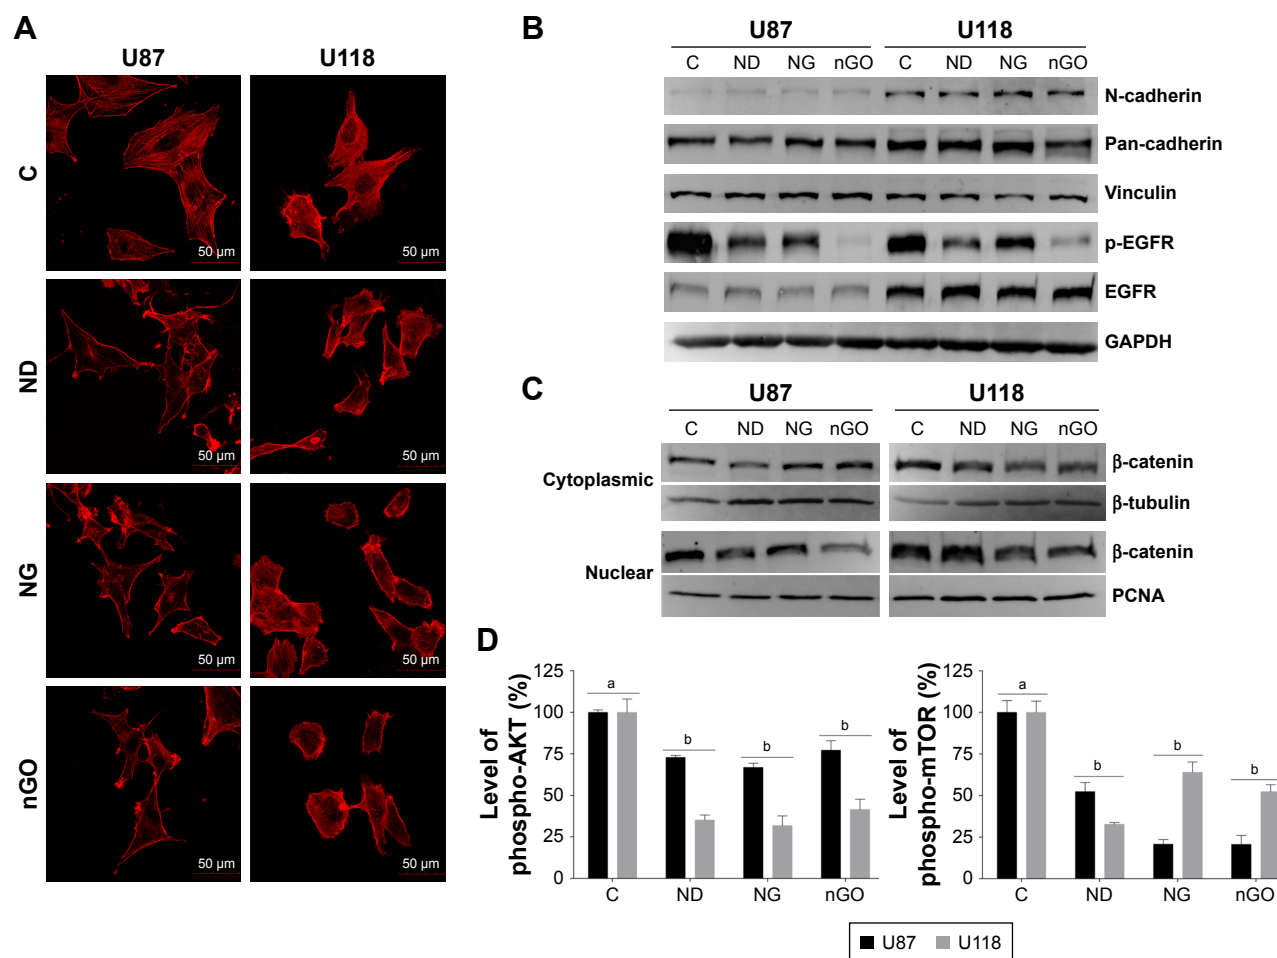 A
U87 U118
C
50 µm 50 µm
ND
50 µm 50 µm
NG
50 µm 50 µm
nGO
50 µm 50 µm
B
U87 U118
C ND NG nGO C ND NG nGO
N-cadherin
Pan-cadherin
Vinculin
p-EGFR
EGFR
GAPDH
C
U87 U118
C ND NG nGO C ND NG nGO
Cytoplasmic
β-catenin
β-tubulin
Nuclear
β-catenin
PCNA
D
Level of
phospho-AKT (%)
125
100
75
50
25
0
a
b
b
b
C ND NG nGO
Level of
phospho-mTOR (%)
125
100
75
50
25
0
a
b
b
b
C ND NG nGO
U87 U118